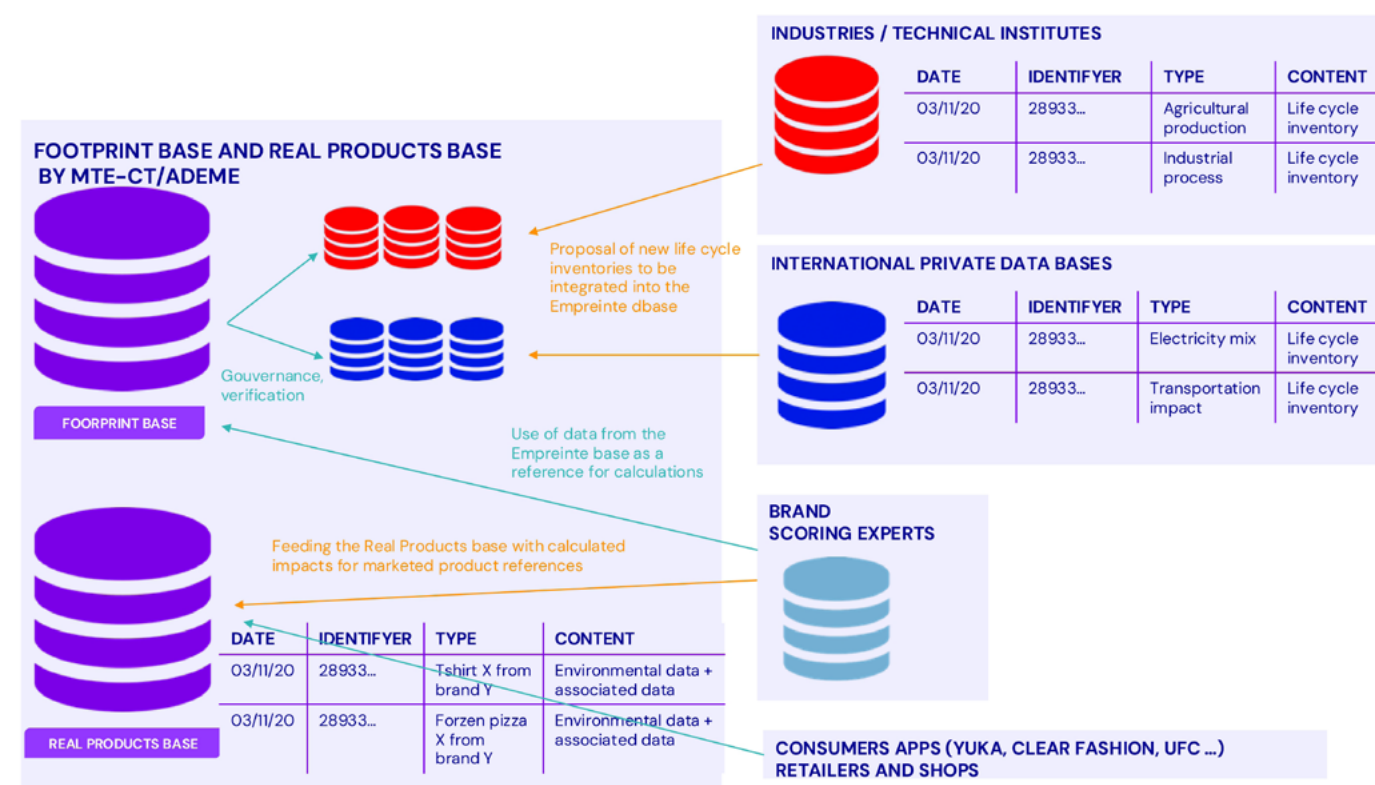 INDUSTRIES / TECHNICAL INSTITUTES
DATE IDENTIFYER TYPE CONTENT
03/11/20 28933... Agricultural production Life cycle inventory
03/11/20 28933... Industrial process Life cycle inventory
FOOTPRINT BASE AND REAL PRODUCTS BASE
BY MTE-CT/ADEME
Proposal of new life cycle
inventories to be
integrated into the
Empreinte dbase
INTERNATIONAL PRIVATE DATA BASES
DATE IDENTIFYER TYPE CONTENT
03/11/20 28933... Electricity mix Life cycle inventory
03/11/20 28933... Transportation impact Life cycle inventory
Gouvernance,
verification
FOORPRINT BASE
Use of data from the
Empreinte base as a
reference for calculations
BRAND
SCORING EXPERTS
Feeding the Real Products base with calculated
impacts for marketed product references
DATE IDENTIFYER TYPE CONTENT
03/11/20 28933... Tshirt X from brand Y Environmental data + associated data
03/11/20 28933... Forzen pizza X from brand Y Environmental data + associated data
REAL PRODUCTS BASE
CONSUMERS APPS (YUKA, CLEAR FASHION, UFC ...)
RETAILERS AND SHOPS